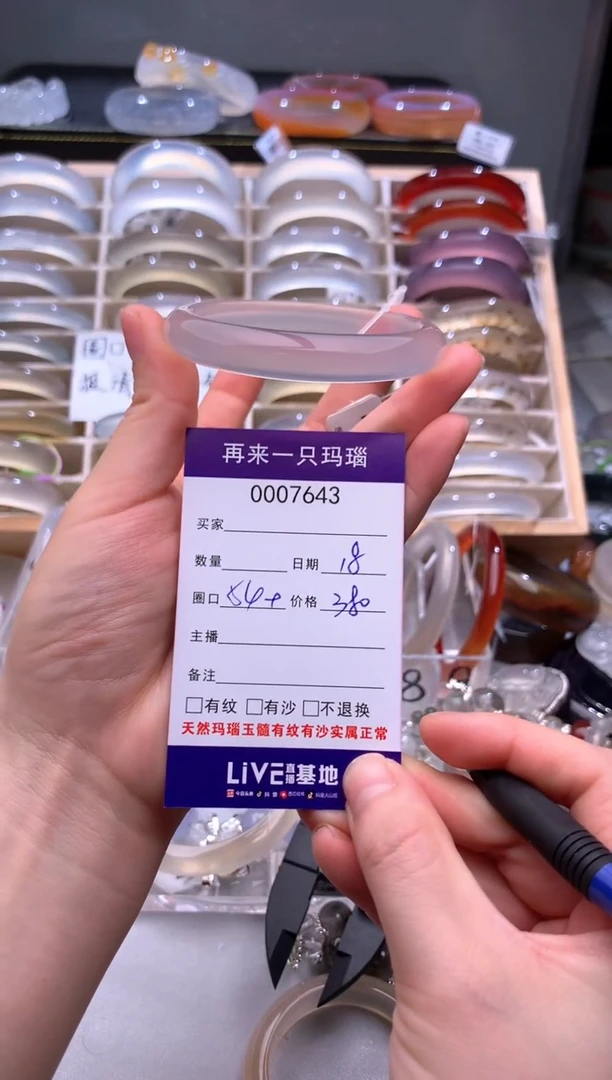 圈口
再来一只玛瑙
0007643
买家
数量 日期 18
圈口 54+ 价格 380
主播
备注
□有纹 □有沙 □不退换
天然玛瑙玉髓有纹有沙实属正常
LiVE直播基地
8